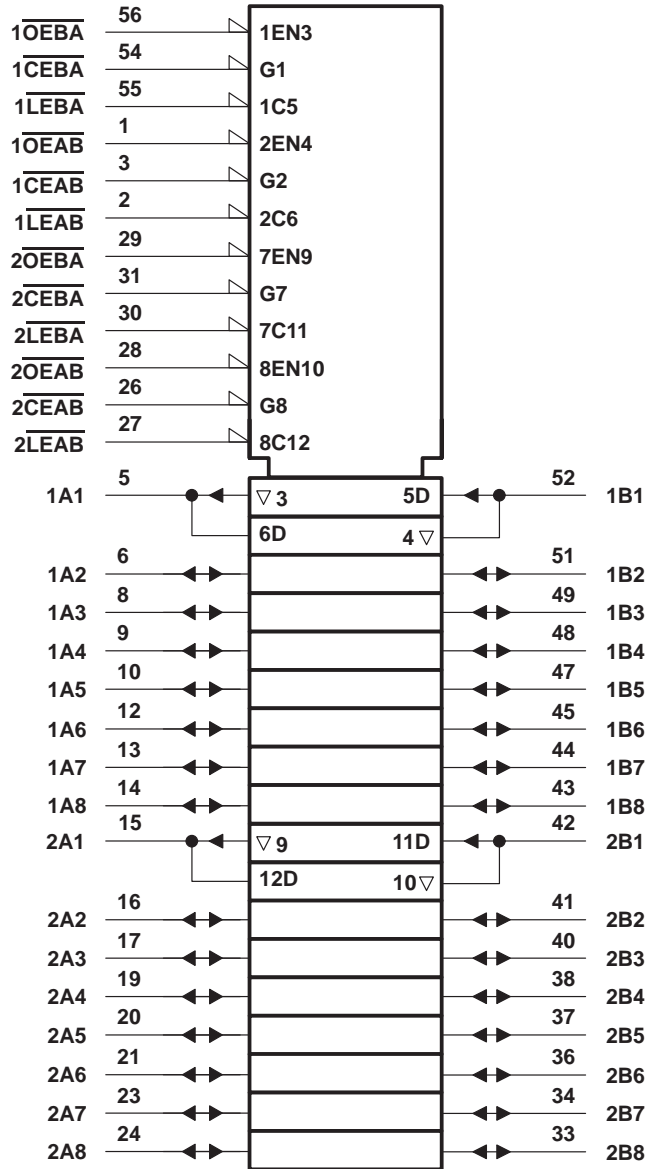 1OEBA 56 1EN3
1CEBA 54 G1
1LEBA 55 1C5
1OEAB 1 2EN4
1CEAB 3 G2
1LEAB 2 2C6
2OEBA 29 7EN9
2CEBA 31 G7
2LEBA 30 7C11
2OEAB 28 8EN10
2CEAB 26 G8
2LEAB 27 8C12
1A1 5 ▽ 3 5D 52 1B1
6D 4 ▽
1A2 6 51 1B2
1A3 8 49 1B3
1A4 9 48 1B4
1A5 10 47 1B5
1A6 12 45 1B6
1A7 13 44 1B7
1A8 14 43 1B8
2A1 15 ▽ 9 11D 42 2B1
12D 10 ▽
2A2 16 41 2B2
2A3 17 40 2B3
2A4 19 38 2B4
2A5 20 37 2B5
2A6 21 36 2B6
2A7 23 34 2B7
2A8 24 33 2B8